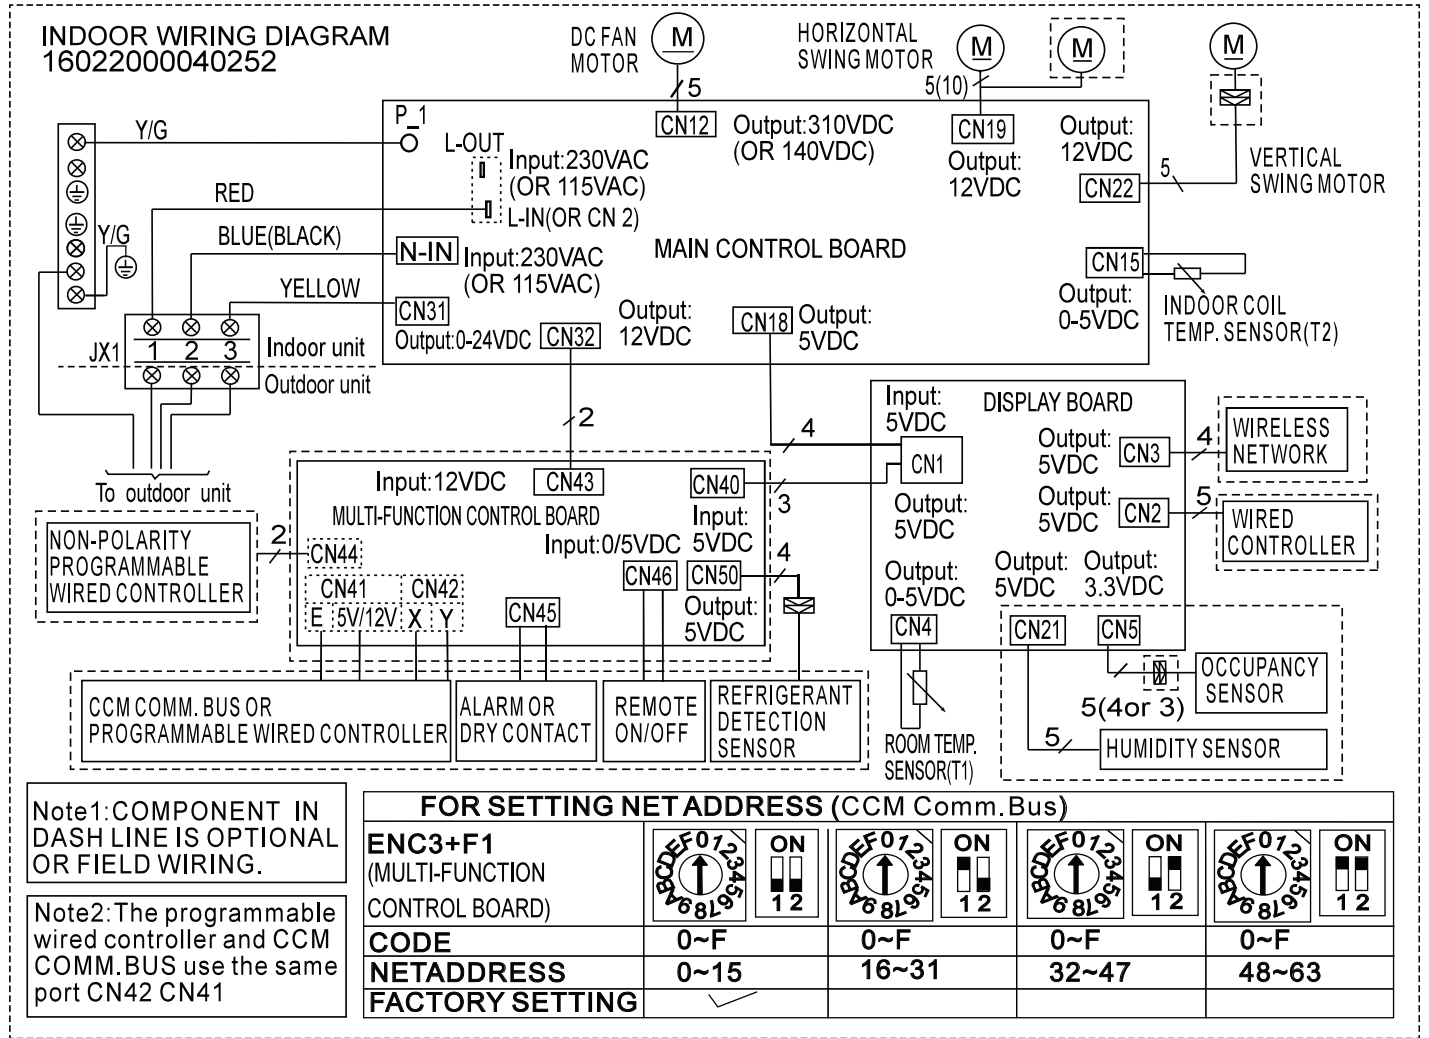 INDOOR WIRING DIAGRAM
16022000040252
DC FAN
MOTOR
M
HORIZONTAL
SWING MOTOR
M
M
M
5
5(10)
Y/G
P_1
L-OUT
Input:230VAC
(OR 115VAC)
CN12
Output:310VDC
(OR 140VDC)
CN19
Output:
12VDC
Output:
12VDC
CN22
5
VERTICAL
SWING MOTOR
RED
L-IN(OR CN 2)
BLUE(BLACK)
N-IN
Input:230VAC
(OR 115VAC)
MAIN CONTROL BOARD
CN15
Output:
0-5VDC
INDOOR COIL
TEMP. SENSOR(T2)
Y/G
YELLOW
CN31
Output:0-24VDC
CN32
Output:
12VDC
CN18
Output:
5VDC
JX1
1 2 3
Indoor unit
Outdoor unit
To outdoor unit
2
4
Input:
5VDC
DISPLAY BOARD
CN1
Output:
5VDC
Output:
5VDC
CN3
4
WIRELESS
NETWORK
Output:
5VDC
CN2
5
WIRED
CONTROLLER
Input:12VDC
CN43
CN40
3
MULTI-FUNCTION CONTROL BOARD
Input:
5VDC
Input:0/5VDC
NON-POLARITY
PROGRAMMABLE
WIRED CONTROLLER
2
CN44
CN41
CN42
E
5V/12V
X
Y
CN45
CN46
CN50
4
Output:
5VDC
Output:
0-5VDC
Output:
5VDC
Output:
3.3VDC
CN4
CN21
CN5
CCM COMM. BUS OR
PROGRAMMABLE WIRED CONTROLLER
ALARM OR
DRY CONTACT
REMOTE
ON/OFF
REFRIGERANT
DETECTION
SENSOR
ROOM TEMP.
SENSOR(T1)
OCCUPANCY
SENSOR
5(4or 3)
5
HUMIDITY SENSOR
Note1:COMPONENT IN
DASH LINE IS OPTIONAL
OR FIELD WIRING.
Note2:The programmable
wired controller and CCM
COMM.BUS use the same
port CN42 CN41
FOR SETTING NET ADDRESS (CCM Comm.Bus)
ENC3+F1
(MULTI-FUNCTION
CONTROL BOARD)
0123456789ABCDEF
ON
1 2
0123456789ABCDEF
ON
1 2
0123456789ABCDEF
ON
1 2
0123456789ABCDEF
ON
1 2
CODE 0~F 0~F 0~F 0~F
NETADDRESS 0~15 16~31 32~47 48~63
FACTORY SETTING